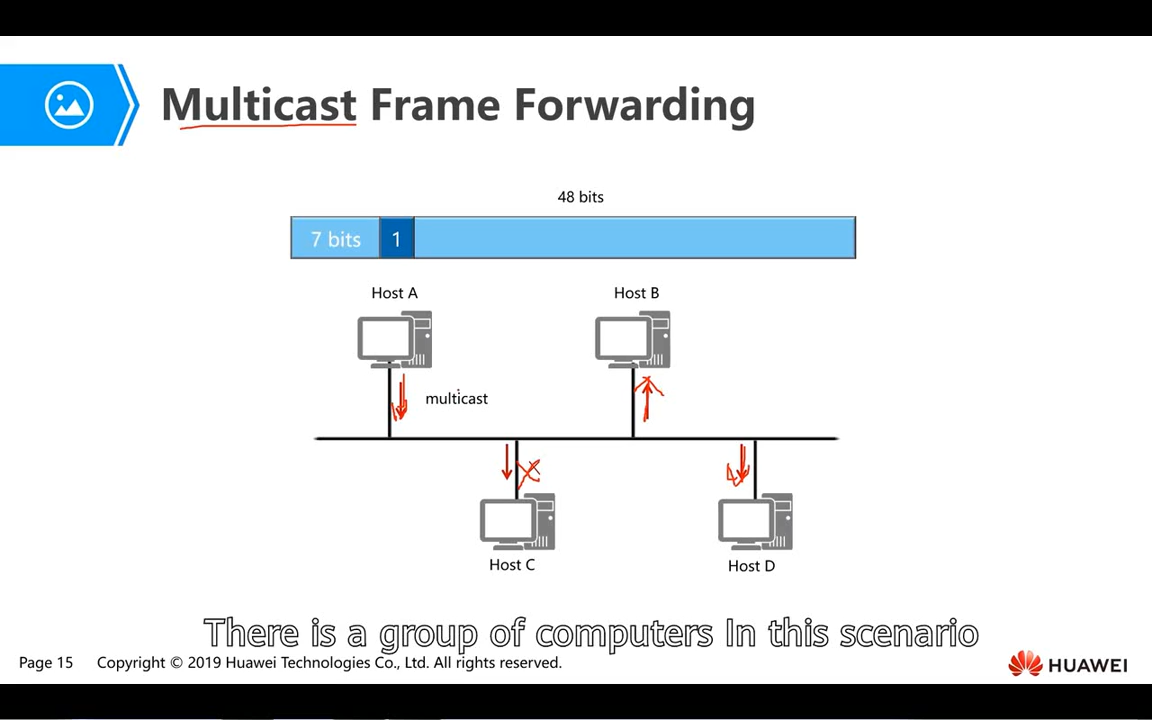 Multicast Frame Forwarding
48 bits
7 bits 1
Host A Host B
multicast
Host C Host D
There is a group of computers In this scenario
Page 15 Copyright © 2019 Huawei Technologies Co., Ltd. All rights reserved.
HUAWEI